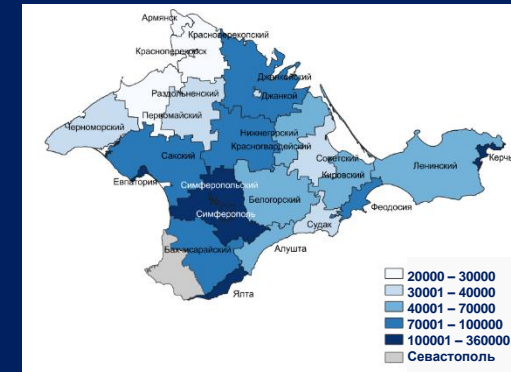 Армянск
Красноперекопский
Красноперекопск
Джанкойский
Раздольненский
Джанкой
Первомайский
Черноморский
Нижнегорский
Красногвардейский
Сакский
Советский
Кировский
Ленинский
Керчь
Евпатория
Симферопольский
Белогорский
Феодосия
Симферополь
Судак
Бахчисарайский
Алушта
Ялта
20000 – 30000
30001 – 40000
40001 – 70000
70001 – 100000
100001 – 360000
Севастополь